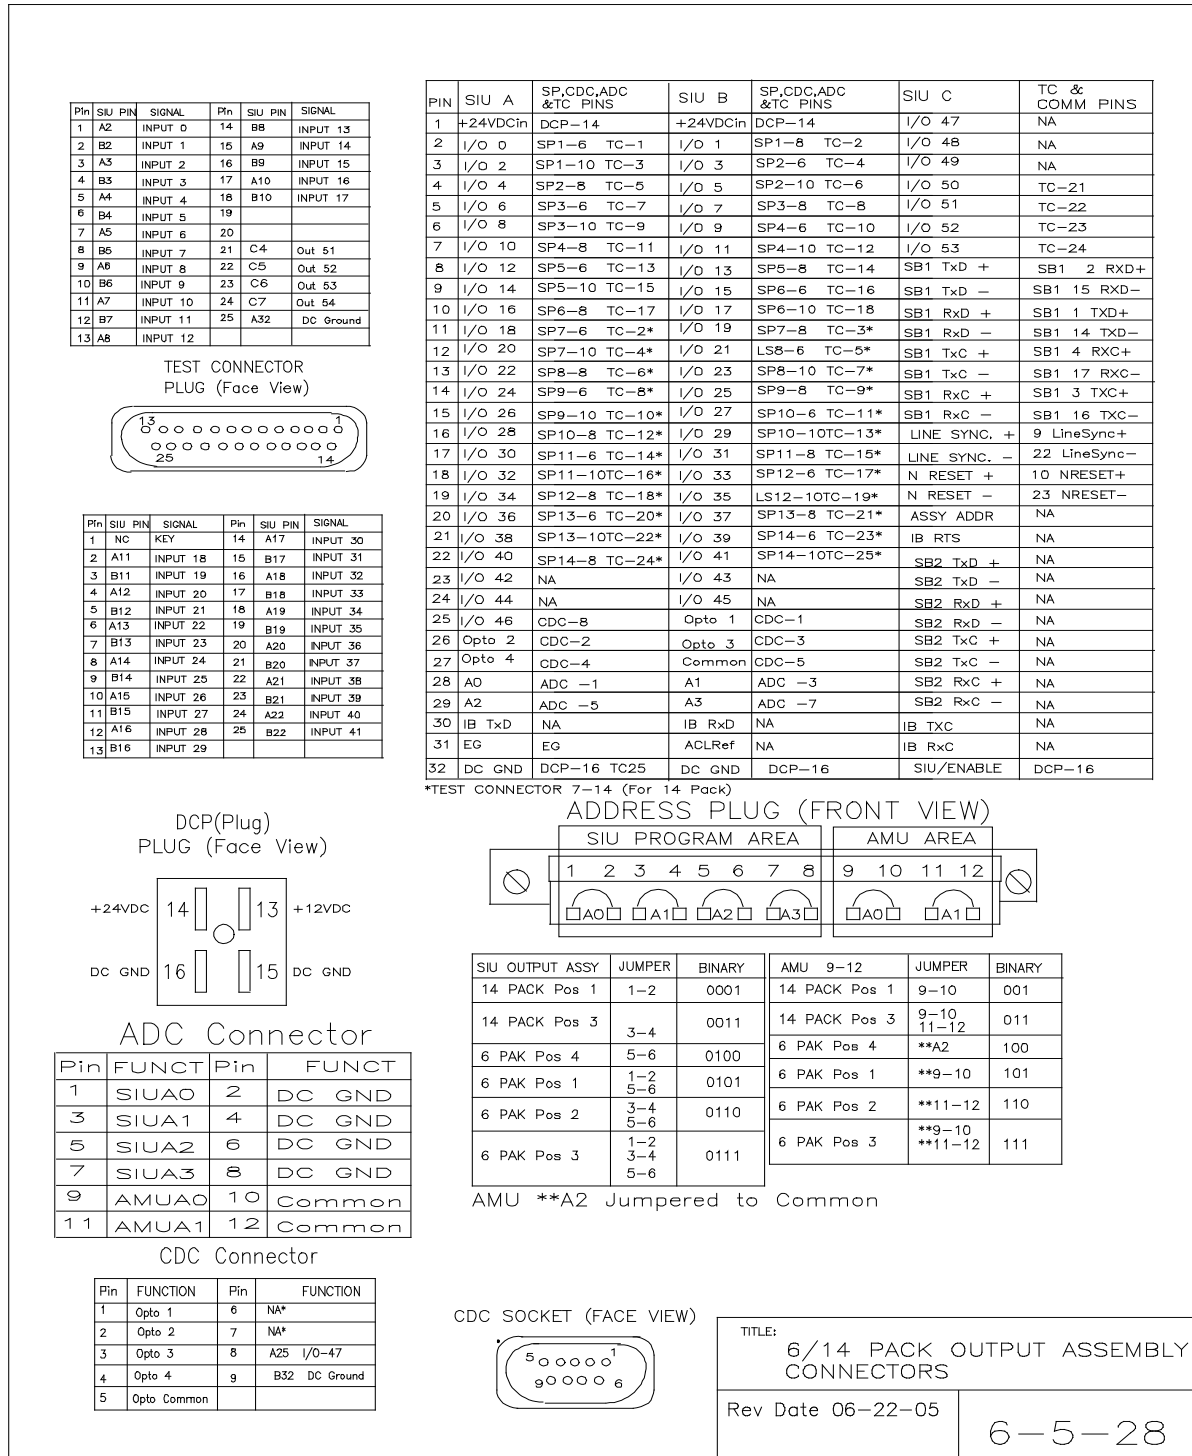 Pin SIU PIN SIGNAL Pin SIU PIN SIGNAL
1 A2 INPUT 0 14 B8 INPUT 13
2 B2 INPUT 1 15 A9 INPUT 14
3 A3 INPUT 2 16 B9 INPUT 15
4 B3 INPUT 3 17 A10 INPUT 16
5 A4 INPUT 4 18 B10 INPUT 17
6 B4 INPUT 5 19
7 A5 INPUT 6 20
8 B5 INPUT 7 21 C4 Out 51
9 A6 INPUT 8 22 C5 Out 52
10 B6 INPUT 9 23 C6 Out 53
11 A7 INPUT 10 24 C7 Out 54
12 B7 INPUT 11 25 A32 DC Ground
13 A8 INPUT 12
TEST CONNECTOR
PLUG (Face View)
13 1
25 14
Pin SIU PIN SIGNAL Pin SIU PIN SIGNAL
1 NC KEY 14 A17 INPUT 30
2 A11 INPUT 18 15 B17 INPUT 31
3 B11 INPUT 19 16 A18 INPUT 32
4 A12 INPUT 20 17 B18 INPUT 33
5 B12 INPUT 21 18 A19 INPUT 34
6 A13 INPUT 22 19 B19 INPUT 35
7 B13 INPUT 23 20 A20 INPUT 36
8 A14 INPUT 24 21 B20 INPUT 37
9 B14 INPUT 25 22 A21 INPUT 38
10 A15 INPUT 26 23 B21 INPUT 39
11 B15 INPUT 27 24 A22 INPUT 40
12 A16 INPUT 28 25 B22 INPUT 41
13 B16 INPUT 29
PIN SIU A SP,CDC,ADC &TC PINS SIU B SP,CDC,ADC &TC PINS SIU C TC & COMM PINS
1 +24VDCin DCP-14 +24VDCin DCP-14 I/O 47 NA
2 I/O 0 SP1-6 TC-1 I/O 1 SP1-8 TC-2 I/O 48 NA
3 I/O 2 SP1-10 TC-3 I/O 3 SP2-6 TC-4 I/O 49 NA
4 I/O 4 SP2-8 TC-5 I/O 5 SP2-10 TC-6 I/O 50 TC-21
5 I/O 6 SP3-6 TC-7 I/O 7 SP3-8 TC-8 I/O 51 TC-22
6 I/O 8 SP3-10 TC-9 I/O 9 SP4-6 TC-10 I/O 52 TC-23
7 I/O 10 SP4-8 TC-11 I/O 11 SP4-10 TC-12 I/O 53 TC-24
8 I/O 12 SP5-6 TC-13 I/O 13 SP5-8 TC-14 SB1 TxD + SB1 2 RXD+
9 I/O 14 SP5-10 TC-15 I/O 15 SP6-6 TC-16 SB1 TxD - SB1 15 RXD-
10 I/O 16 SP6-8 TC-17 I/O 17 SP6-10 TC-18 SB1 RxD + SB1 1 TXD+
11 I/O 18 SP7-6 TC-2* I/O 19 SP7-8 TC-3* SB1 RxD - SB1 14 TXD-
12 I/O 20 SP7-10 TC-4* I/O 21 LS8-6 TC-5* SB1 TxC + SB1 4 RXC+
13 I/O 22 SP8-8 TC-6* I/O 23 SP8-10 TC-7* SB1 TxC - SB1 17 RXC-
14 I/O 24 SP9-6 TC-8* I/O 25 SP9-8 TC-9* SB1 RxC + SB1 3 TXC+
15 I/O 26 SP9-10 TC-10* I/O 27 SP10-6 TC-11* SB1 RxC - SB1 16 TXC-
16 I/O 28 SP10-8 TC-12* I/O 29 SP10-10TC-13* LINE SYNC. + 9 LineSync+
17 I/O 30 SP11-6 TC-14* I/O 31 SP11-8 TC-15* LINE SYNC. - 22 LineSync-
18 I/O 32 SP11-10TC-16* I/O 33 SP12-6 TC-17* N RESET + 10 NRESET+
19 I/O 34 SP12-8 TC-18* I/O 35 LS12-10TC-19* N RESET - 23 NRESET-
20 I/O 36 SP13-6 TC-20* I/O 37 SP13-8 TC-21* ASSY ADDR NA
21 I/O 38 SP13-10TC-22* I/O 39 SP14-6 TC-23* IB RTS NA
22 I/O 40 SP14-8 TC-24* I/O 41 SP14-10TC-25* SB2 TxD + NA
23 I/O 42 NA I/O 43 NA SB2 TxD - NA
24 I/O 44 NA I/O 45 NA SB2 RxD + NA
25 I/O 46 CDC-8 Opto 1 CDC-1 SB2 RxD - NA
26 Opto 2 CDC-2 Opto 3 CDC-3 SB2 TxC + NA
27 Opto 4 CDC-4 Common CDC-5 SB2 TxC - NA
28 A0 ADC -1 A1 ADC -3 SB2 RxC + NA
29 A2 ADC -5 A3 ADC -7 SB2 RxC - NA
30 IB TxD NA IB RxD NA IB TXC NA
31 EG EG ACLRef NA IB RxC NA
32 DC GND DCP-16 TC25 DC GND DCP-16 SIU/ENABLE DCP-16
*TEST CONNECTOR 7-14 (For 14 Pack)
DCP(Plug)
PLUG (Face View)
+24VDC 14 13 +12VDC
DC GND 16 15 DC GND
ADDRESS PLUG (FRONT VIEW)
SIU PROGRAM AREA AMU AREA
1 2 3 4 5 6 7 8 9 10 11 12
A0 A1 A2 A3 A0 A1
SIU OUTPUT ASSY JUMPER BINARY
14 PACK Pos 1 1-2 0001
14 PACK Pos 3 3-4 0011
6 PAK Pos 4 5-6 0100
6 PAK Pos 1 1-2 5-6 0101
6 PAK Pos 2 3-4 5-6 0110
6 PAK Pos 3 1-2 3-4 5-6 0111
AMU 9-12 JUMPER BINARY
14 PACK Pos 1 9-10 001
14 PACK Pos 3 9-10 11-12 011
6 PAK Pos 4 **A2 100
6 PAK Pos 1 **9-10 101
6 PAK Pos 2 **11-12 110
6 PAK Pos 3 **9-10 **11-12 111
AMU **A2 Jumpered to Common
ADC Connector
Pin FUNCT Pin FUNCT
1 SIUA0 2 DC GND
3 SIUA1 4 DC GND
5 SIUA2 6 DC GND
7 SIUA3 8 DC GND
9 AMUA0 10 Common
11 AMUA1 12 Common
CDC Connector
Pin FUNCTION Pin FUNCTION
1 Opto 1 6 NA*
2 Opto 2 7 NA*
3 Opto 3 8 A25 I/O-47
4 Opto 4 9 B32 DC Ground
5 Opto Common
CDC SOCKET (FACE VIEW)
5 1
9 6
TITLE:
6/14 PACK OUTPUT ASSEMBLY
CONNECTORS
Rev Date 06-22-05
6-5-28